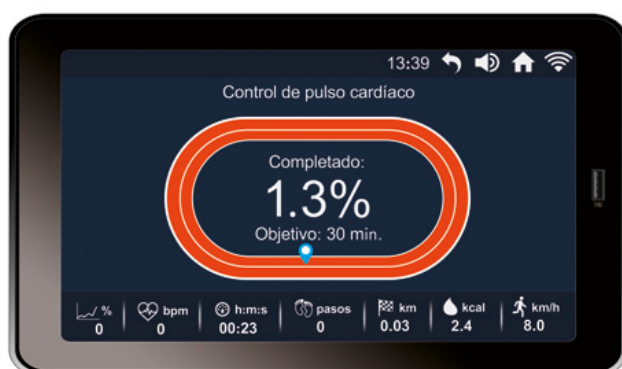 13:39
Control de pulso cardíaco
Completado:
1.3%
Objetivo: 30 min.
% bpm h:m:s pasos km kcal km/h
0 0 00:23 0 0.03 2.4 8.0